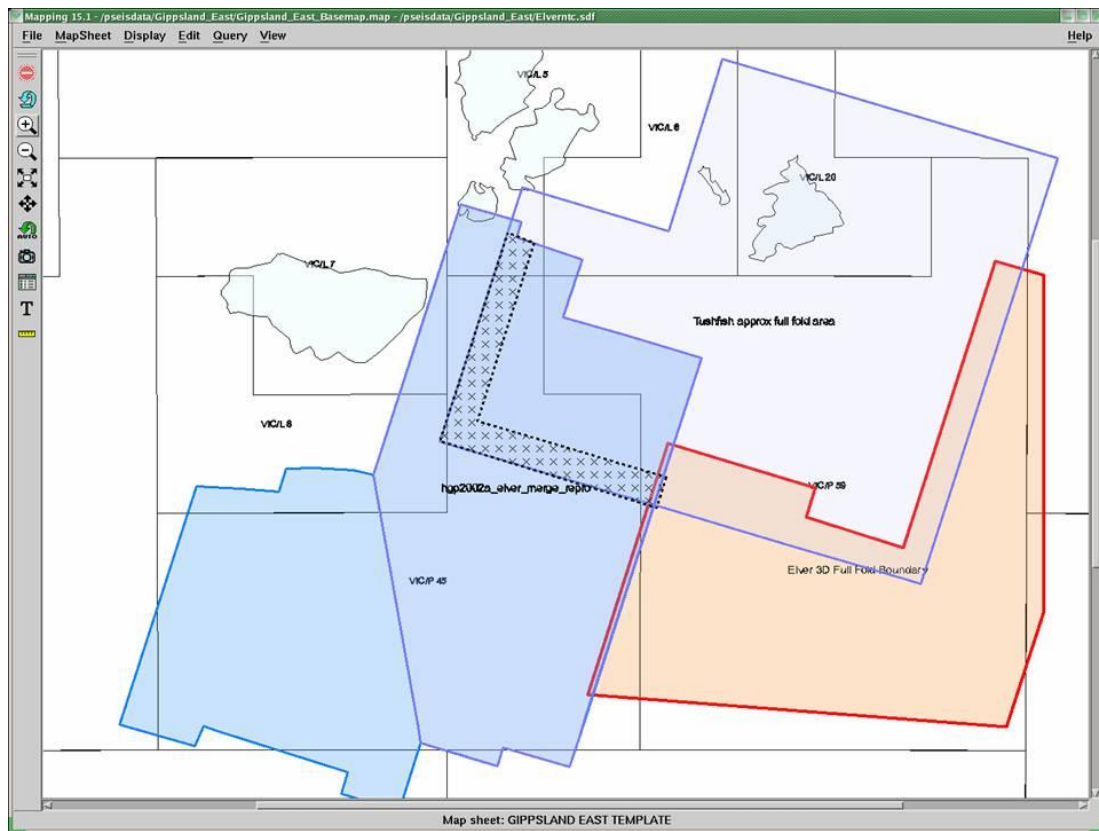 Mapping 15.1 - /pseisdata/Gippsland_East/Gippsland_East_Basemap.map - /pseisdata/Gippsland_East/Elverntc.sdf
File MapSheet Display Edit Query View Help
VIC/L5
VIC/L6
VIC/L20
VIC/L7
Tushfish approx full fold area
VIC/L8
VIC/P 59
hgp2002a_elver_merge_repro
Elver 3D Full Fold Boundary
VIC/P 45
AUTO
T
Map sheet: GIPPSLAND EAST TEMPLATE